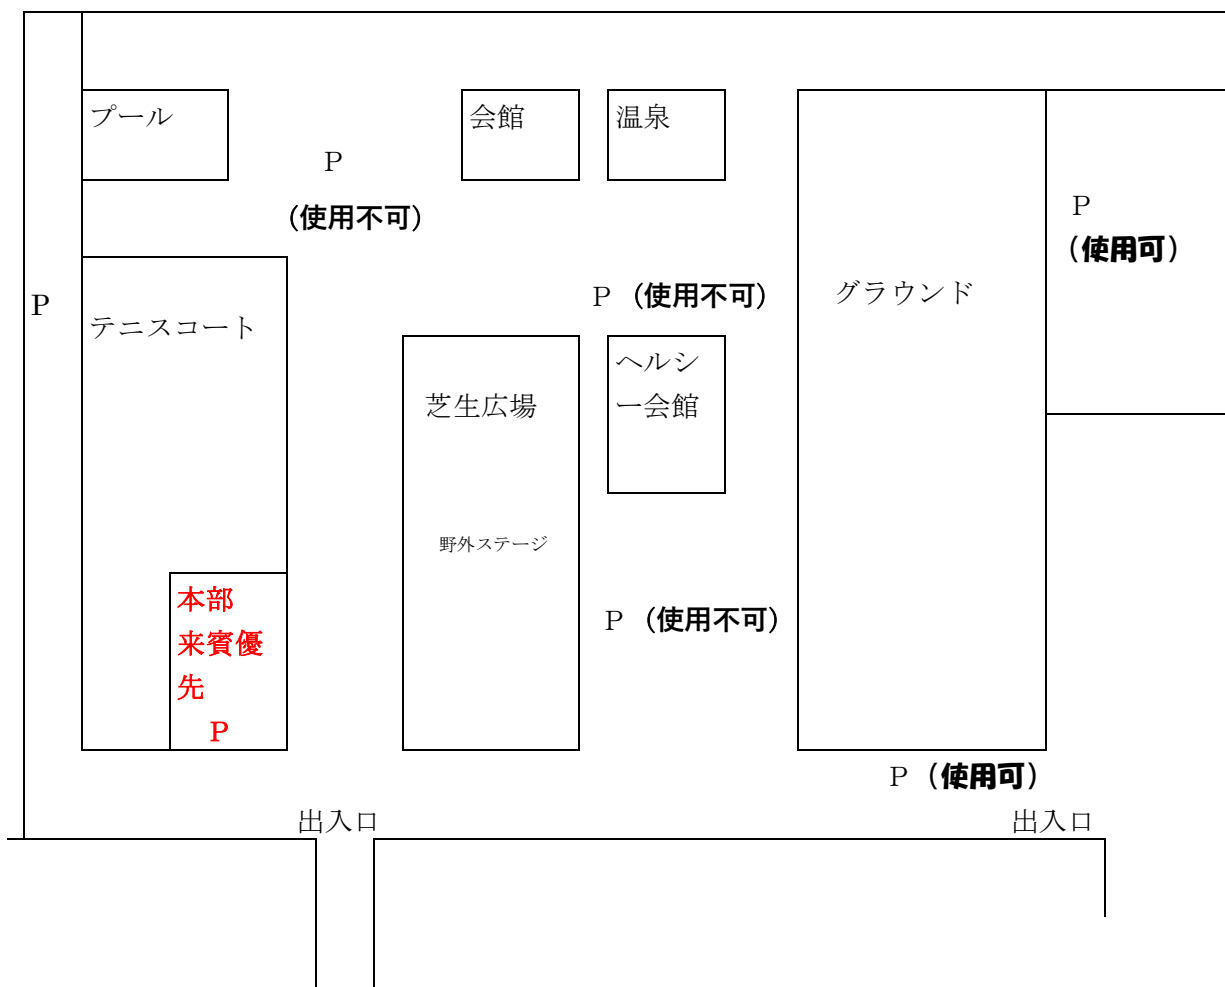 プール
会館
温泉
Ｐ
（使用不可）
Ｐ
（使用可）
Ｐ
テニスコート
Ｐ（使用不可）
グラウンド
芝生広場
ヘルシ
ー会館
野外ステージ
本部
来賓優
先
Ｐ
Ｐ（使用不可）
Ｐ（使用可）
出入口
出入口